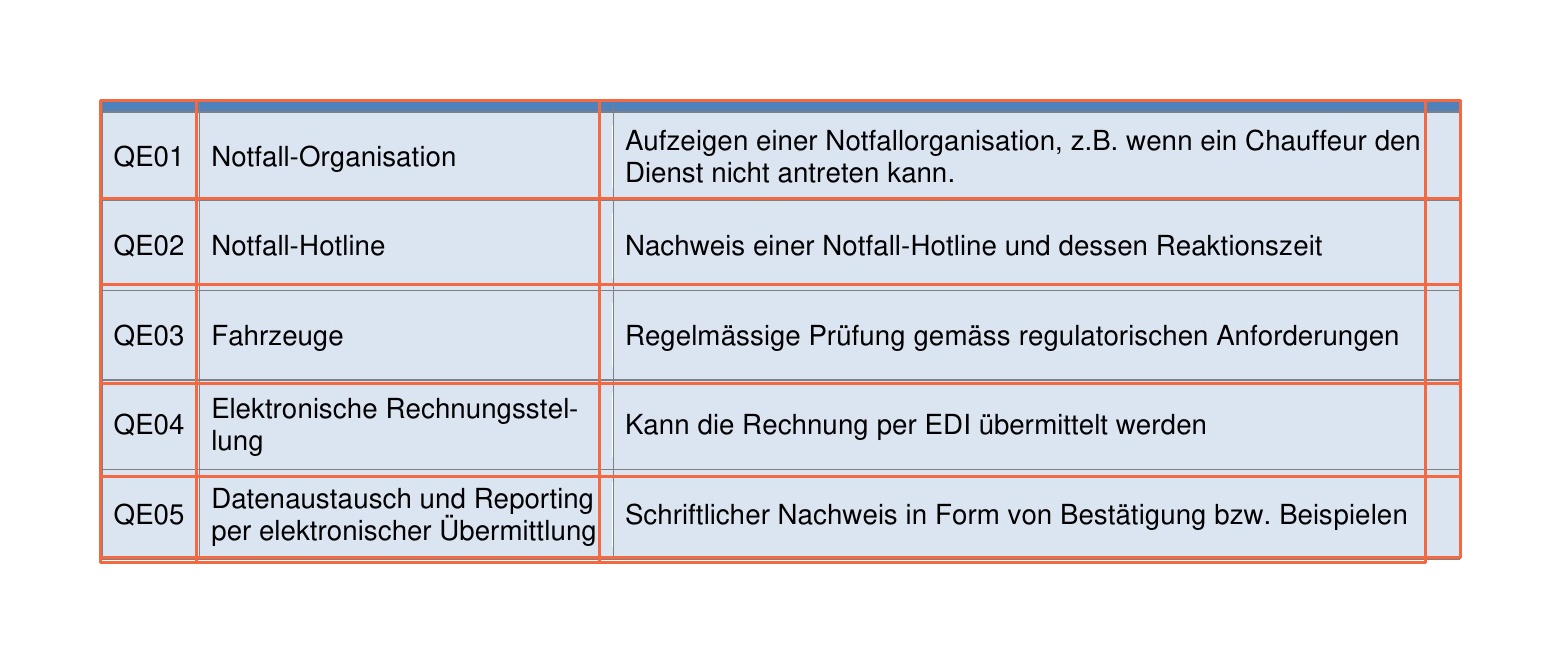 QE01 Notfall-Organisation Aufzeigen einer Notfallorganisation, z.B. wenn ein Chauffeur den
Dienst nicht antreten kann.
QE02 Notfall-Hotline Nachweis einer Notfall-Hotline und dessen Reaktionszeit
QE03 Fahrzeuge Regelmässige Prüfung gemäss regulatorischen Anforderungen
QE04 Elektronische Rechnungsstel-
lung Kann die Rechnung per EDI übermittelt werden
QE05 Datenaustausch und Reporting
per elektronischer Übermittlung Schriftlicher Nachweis in Form von Bestätigung bzw. Beispielen